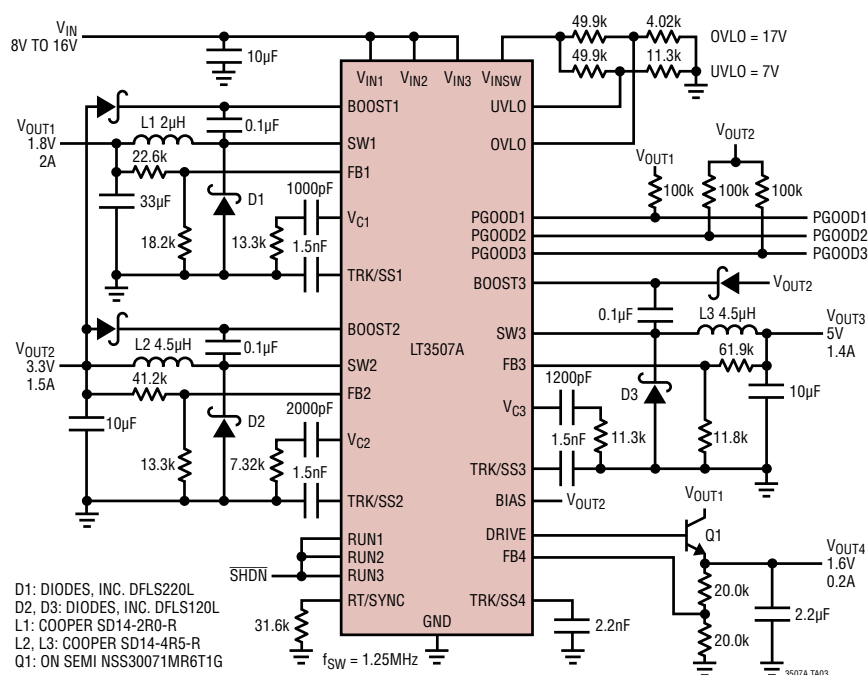 VIN
8V TO 16V
10µF
49.9k
4.02k
OVLO = 17V
49.9k
11.3k
UVLO = 7V
VIN1
VIN2
VIN3
VINSW
BOOST1
UVLO
VOUT1
1.8V
2A
L1 2µH
0.1µF
SW1
OVLO
22.6k
FB1
33µF
D1
1000pF
VC1
18.2k
13.3k
1.5nF
TRK/SS1
VOUT1
VOUT2
100k
100k
100k
PGOOD1
PGOOD1
PGOOD2
PGOOD2
PGOOD3
PGOOD3
BOOST3
VOUT2
BOOST2
VOUT2
3.3V
1.5A
L2 4.5µH
0.1µF
SW2
LT3507A
0.1µF
SW3
L3 4.5µH
VOUT3
5V
1.4A
41.2k
FB2
FB3
61.9k
10µF
D2
2000pF
VC2
VC3
1200pF
D3
10µF
13.3k
7.32k
1.5nF
TRK/SS2
1.5nF
11.3k
11.8k
TRK/SS3
BIAS
VOUT2
VOUT1
RUN1
RUN2
RUN3
SHDN
DRIVE
Q1
FB4
VOUT4
1.6V
0.2A
RT/SYNC
TRK/SS4
20.0k
20.0k
2.2µF
31.6k
GND
2.2nF
fSW = 1.25MHz
D1: DIODES, INC. DFLS220L
D2, D3: DIODES, INC. DFLS120L
L1: COOPER SD14-2R0-R
L2, L3: COOPER SD14-4R5-R
Q1: ON SEMI NSS30071MR6T1G
3507A TA03